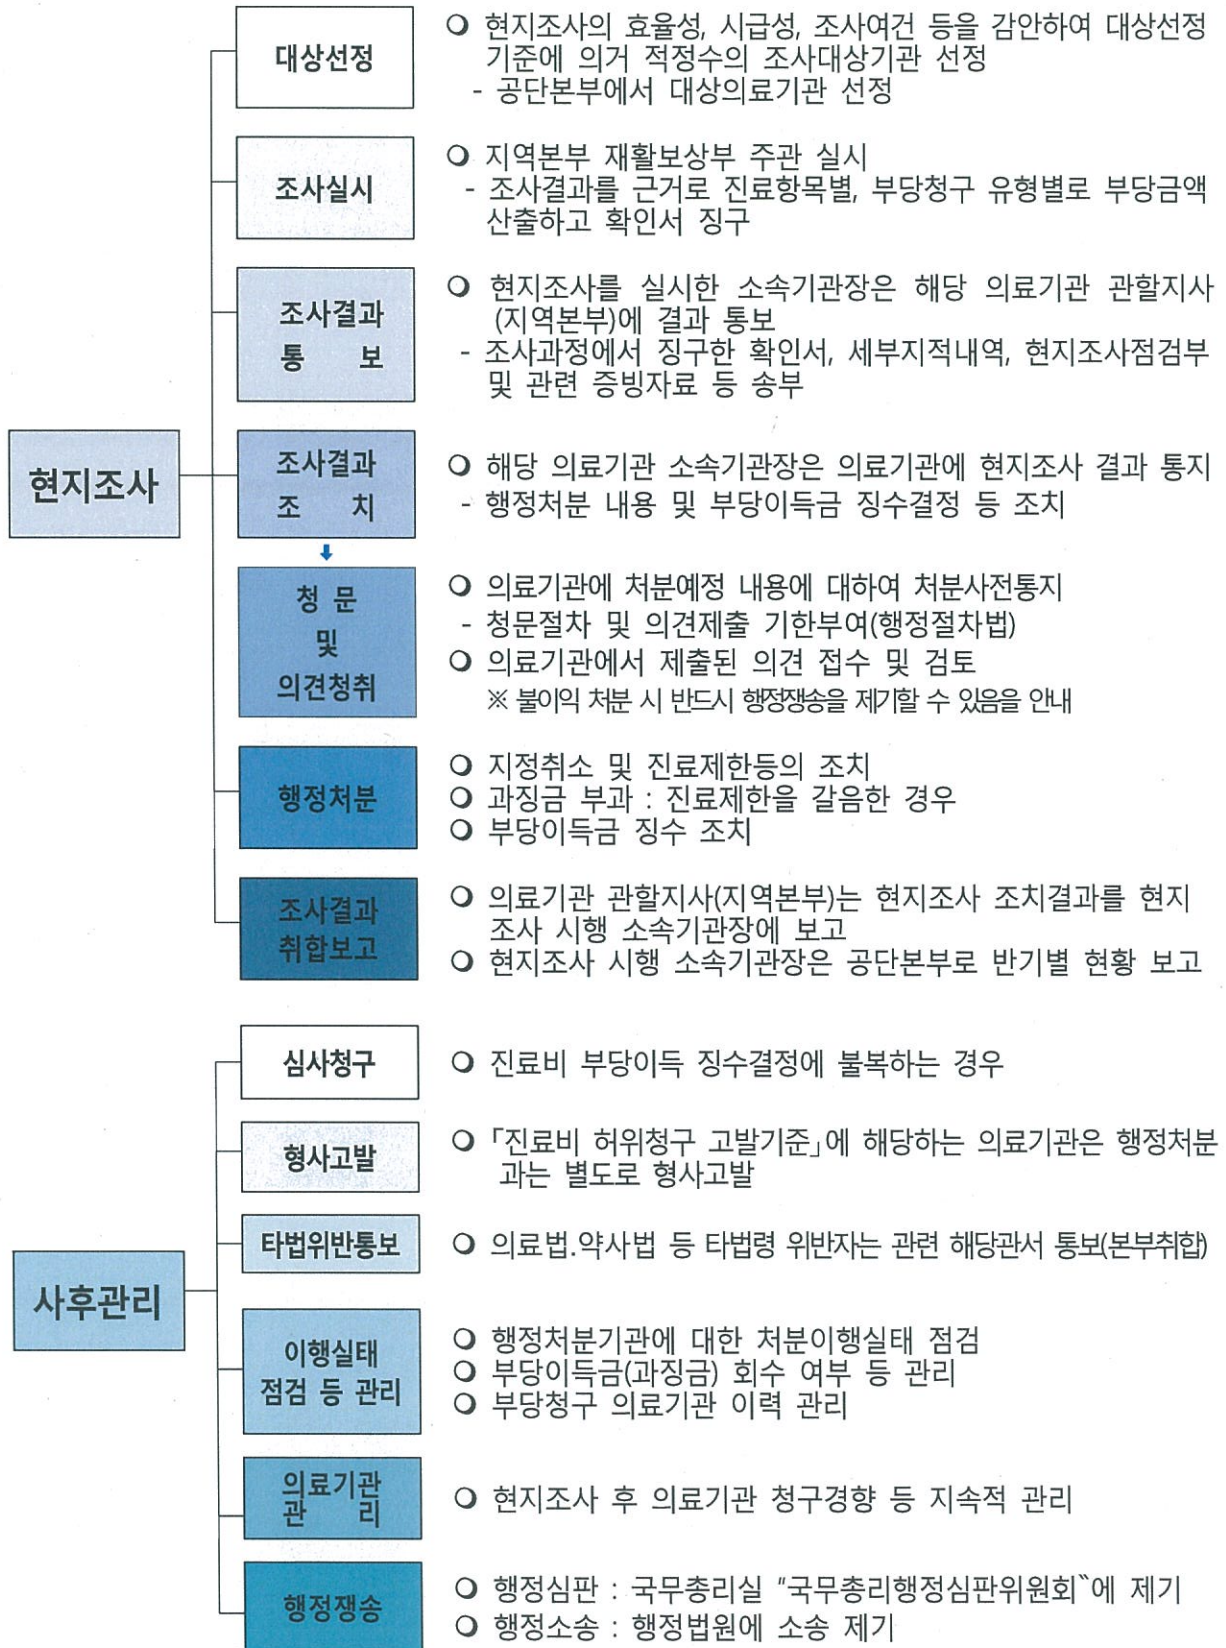 대상선정
○ 현지조사의 효율성, 시급성, 조사여건 등을 감안하여 대상선정
기준에 의거 적정수의 조사대상기관 선정
- 공단본부에서 대상의료기관 선정
조사실시
○ 지역본부 재활보상부 주관 실시
- 조사결과를 근거로 진료항목별, 부당청구 유형별로 부당금액
산출하고 확인서 징구
조사결과
통 보
○ 현지조사를 실시한 소속기관장은 해당 의료기관 관할지사
(지역본부)에 결과 통보
- 조사과정에서 징구한 확인서, 세부지적내역, 현지조사점검부
및 관련 증빙자료 등 송부
현지조사
조사결과
조 치
○ 해당 의료기관 소속기관장은 의료기관에 현지조사 결과 통지
- 행정처분 내용 및 부당이득금 징수결정 등 조치
청 문
및
의견청취
○ 의료기관에 처분예정 내용에 대하여 처분사전통지
- 청문절차 및 의견제출 기한부여(행정절차법)
○ 의료기관에서 제출된 의견 접수 및 검토
※ 불이익 처분 시 반드시 행정쟁송을 제기할 수 있음을 안내
행정처분
○ 지정취소 및 진료제한등의 조치
○ 과징금 부과 : 진료제한을 갈음한 경우
○ 부당이득금 징수 조치
조사결과
취합보고
○ 의료기관 관할지사(지역본부)는 현지조사 조치결과를 현지
조사 시행 소속기관장에 보고
○ 현지조사 시행 소속기관장은 공단본부로 반기별 현황 보고
심사청구
○ 진료비 부당이득 징수결정에 불복하는 경우
형사고발
○ 「진료비 허위청구 고발기준」에 해당하는 의료기관은 행정처분
과는 별도로 형사고발
타법위반통보
○ 의료법.약사법 등 타법령 위반자는 관련 해당관서 통보(본부취합)
사후관리
이행실태
점검 등 관리
○ 행정처분기관에 대한 처분이행실태 점검
○ 부당이득금(과징금) 회수 여부 등 관리
○ 부당청구 의료기관 이력 관리
의료기관
관 리
○ 현지조사 후 의료기관 청구경향 등 지속적 관리
행정쟁송
○ 행정심판 : 국무총리실 "국무총리행정심판위원회"에 제기
○ 행정소송 : 행정법원에 소송 제기